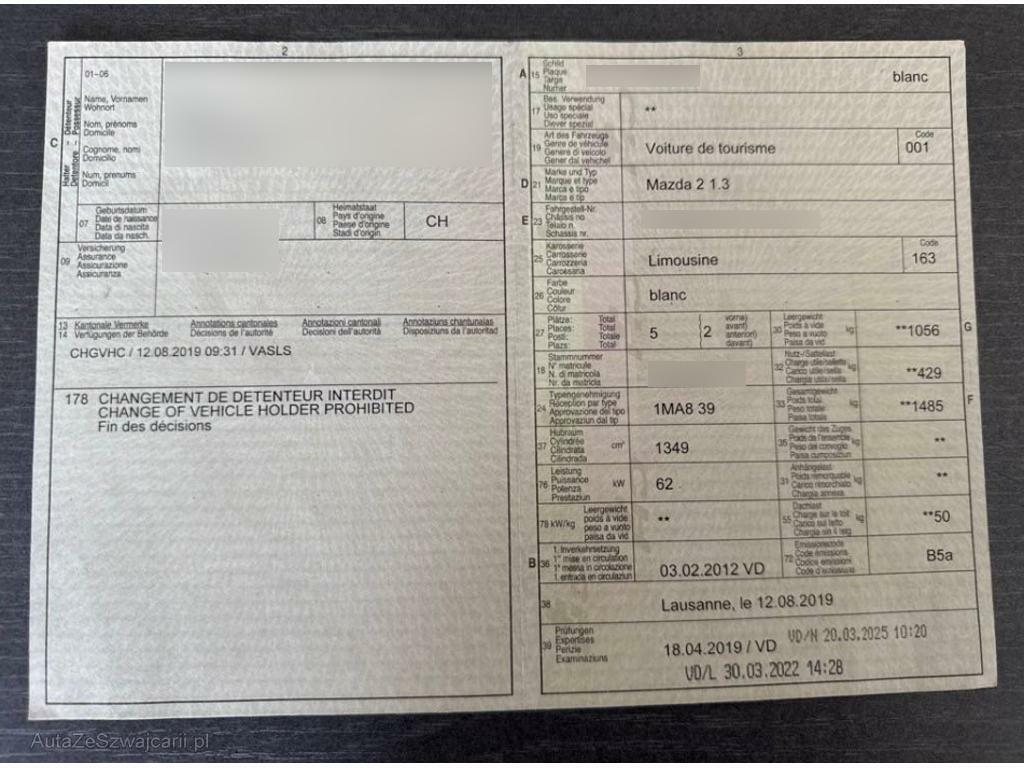 2
01-06
Name, Vornamen
Wohnort
Nom, prénoms
Domicile
Cognome, nomi
Domicilio
Num, prenums
Domicil
C
Halter - Détenteur
Detentore - Possessur
07
Geburtsdatum
Date de naissance
Data di nascita
Data da nasch.
08
Heimatstaat
Pays d'origine
Paese d'origine
Stadi d'origin
CH
09
Versicherung
Assurance
Assicurazione
Assicuranza
13 Kantonale Vermerke Annotations cantonales Annotazioni cantonali Annotaziuns chantunalas
14 Verfügungen der Behörde Décisions de l'autorité Decisioni dell'autorità Disposiziuns da l'autoritad
CHGVHC / 12.08.2019 09:31 / VASLS
178 CHANGEMENT DE DETENTEUR INTERDIT
CHANGE OF VEHICLE HOLDER PROHIBITED
Fin des décisions
3
A 15
Schild
Plaque
Targa
Numer
blanc
17
Bes. Verwendung
Usage spécial
Uso speciale
Diever spezial
**
19
Art des Fahrzeugs
Genre de véhicule
Genere di veicolo
Gener dal vehichel
Voiture de tourisme
Code
001
D 21
Marke und Typ
Marque et type
Marca e tipo
Marca e tip
Mazda 2 1.3
E 23
Fahrgestell-Nr.
Châssis no
Telaio n.
Schassis nr.
25
Karosserie
Carrosserie
Carrozzeria
Carossaria
Limousine
Code
163
26
Farbe
Couleur
Colore
Colur
blanc
27
Plätze: Total
Places: Total
Posti: Totale
Plazs: Total
5
2
vorne)
avant)
anteriori)
davant)
30
Leergewicht
Poids à vide
Peso a vuoto
Paisa da vid
kg
**1056
G
18
Stammnummer
N° matricule
N. di matricola
Nr. da matricla
32
Nutz-/Sattellast
Charge utile/sellette
Carico utile/sella
Chargia utila/sella
kg
**429
24
Typengenehmigung
Réception par type
Approvazione del tipo
Approvaziun dal tip
1MA8 39
33
Gesamtgewicht
Poids total
Peso totale
Paisa totala
kg
**1485
F
37
Hubraum
Cylindrée
Cilindrata
Cilindrada
cm³
1349
35
Gewicht des Zuges
Poids de l'ensemble
Peso del convoglio
Paisa cumposiziun
kg
**
76
Leistung
Puissance
Potenza
Prestaziun
kW
62
31
Anhängelast
Poids remorquable
Carico rimorchiato
Chargia annexa
kg
**
78 kW/kg
Leergewicht
poids à vide
peso a vuoto
paisa da vid
**
55
Dachlast
Charge sur le toit
Carico sul tetto
Chargia sin il tetg
kg
**50
B 36
1. Inverkehrsetzung
1re mise en circulation
1a messa in circolazione
1. entrada en circulaziun
03.02.2012 VD
72
Emissionscode
Code émissions
Codice emissioni
Code d'emissiuns
B5a
38
Lausanne, le 12.08.2019
39
Prüfungen
Expertises
Perizie
Examinaziuns
18.04.2019 / VD
VD/N 20.03.2025 10:20
VD/L 30.03.2022 14:28
AutaZeSzwajcarii.pl